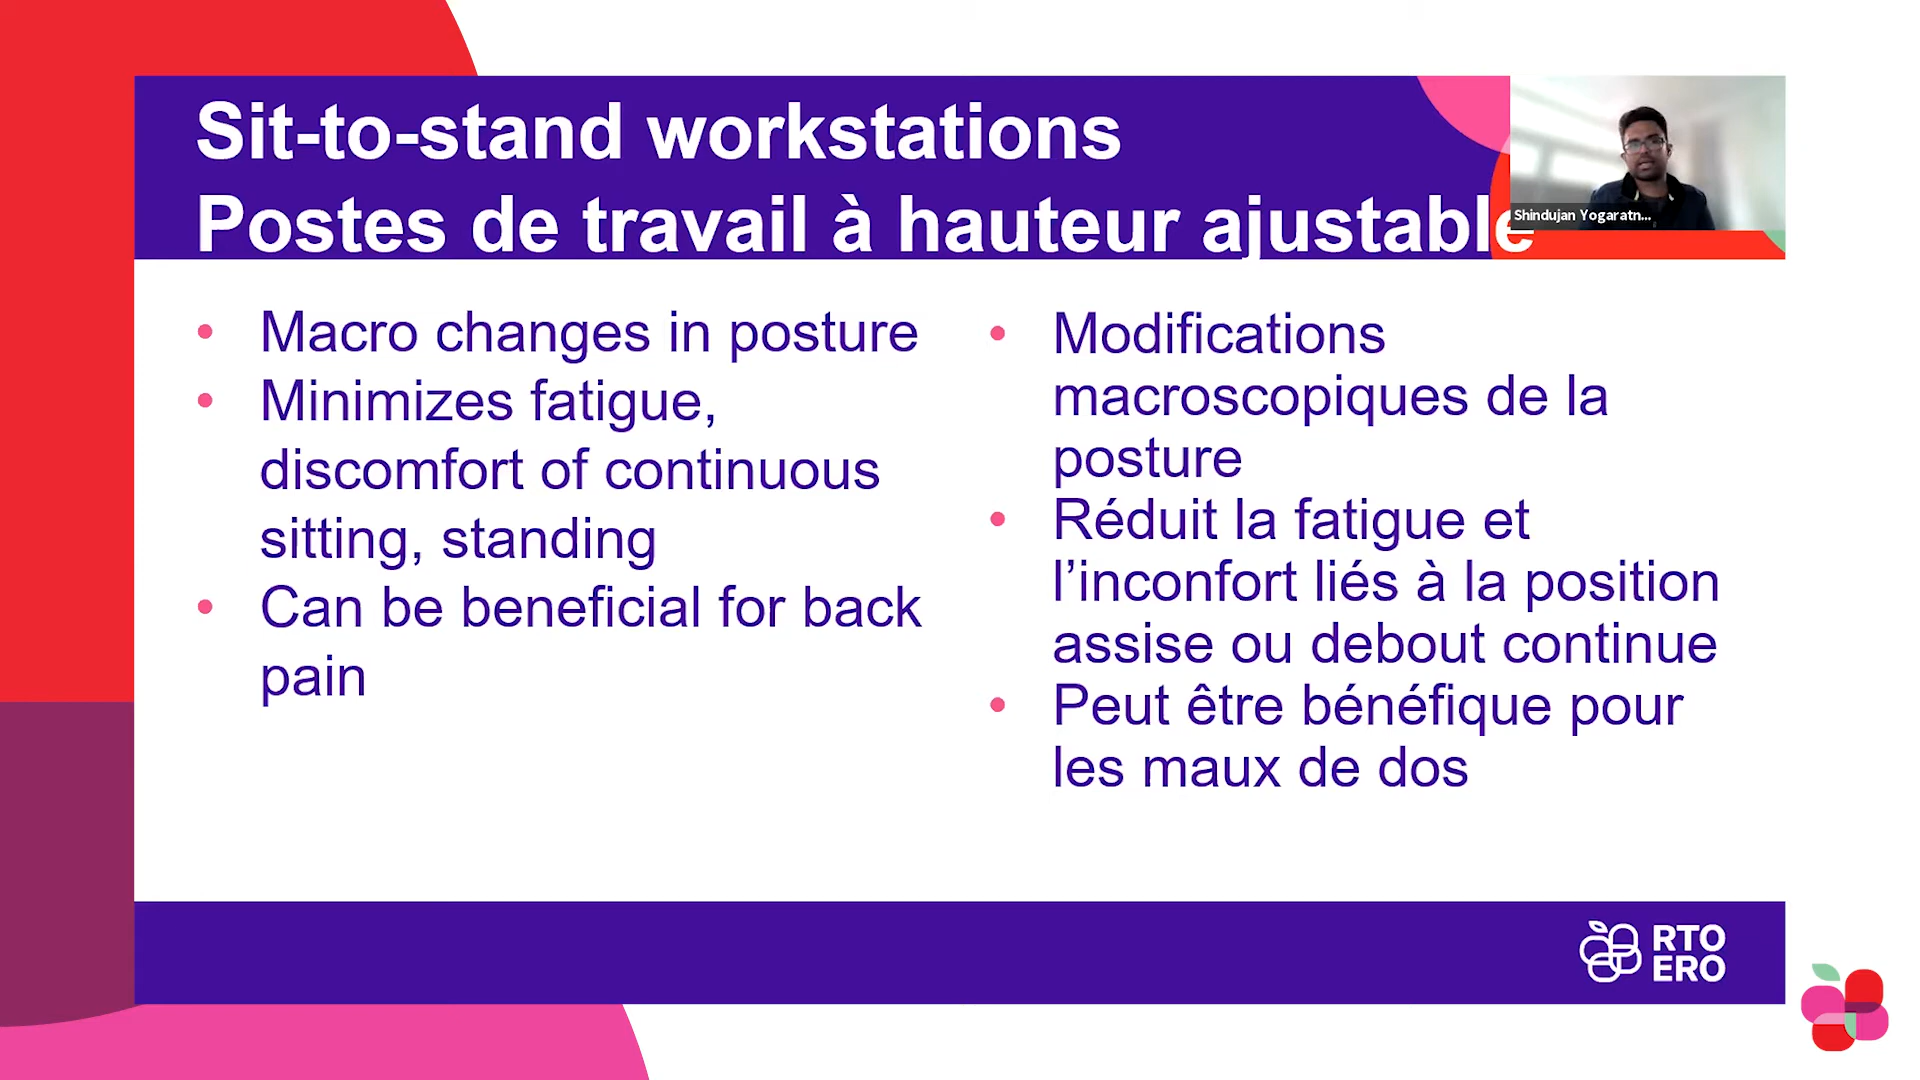 Sit-to-stand workstations
Postes de travail à hauteur ajustable
Shindujan Yogaratn...
• Macro changes in posture
• Minimizes fatigue,
discomfort of continuous
sitting, standing
• Can be beneficial for back
pain
• Modifications
macroscopiques de la
posture
• Réduit la fatigue et
l’inconfort liés à la position
assise ou debout continue
• Peut être bénéfique pour
les maux de dos
RTO
ERO